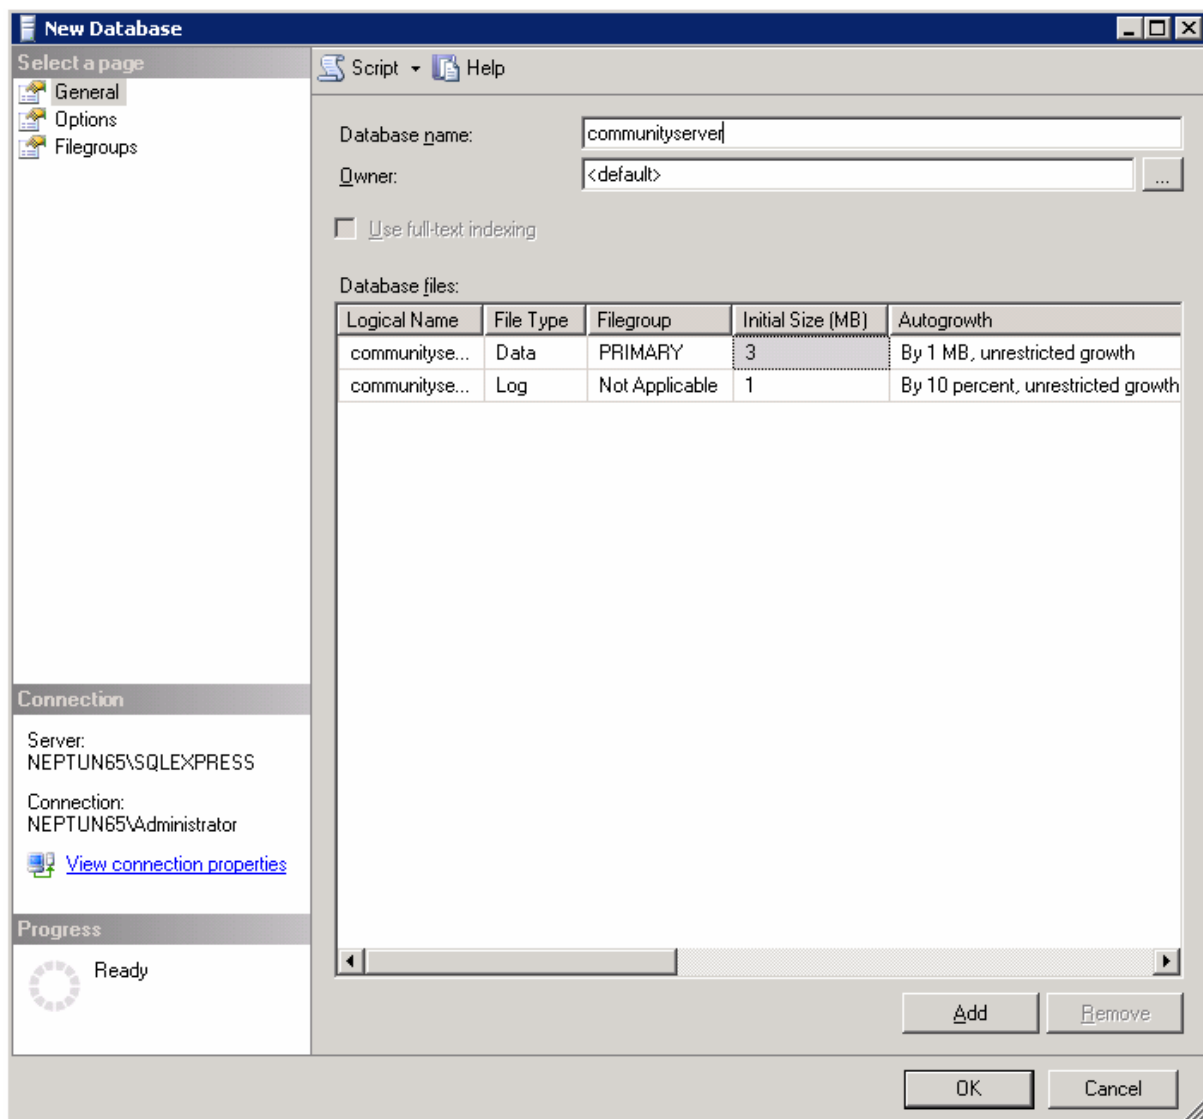 New Database
Select a page
General
Options
Filegroups
Script Help
Database name: communityserver
Owner: <default> ...
Use full-text indexing
Database files:
Logical Name File Type Filegroup Initial Size (MB) Autogrowth
communityse... Data PRIMARY 3 By 1 MB, unrestricted growth
communityse... Log Not Applicable 1 By 10 percent, unrestricted growth
Connection
Server:
NEPTUN65\SQLEXPRESS
Connection:
NEPTUN65\Administrator
View connection properties
Progress
Ready
Add Remove
OK Cancel